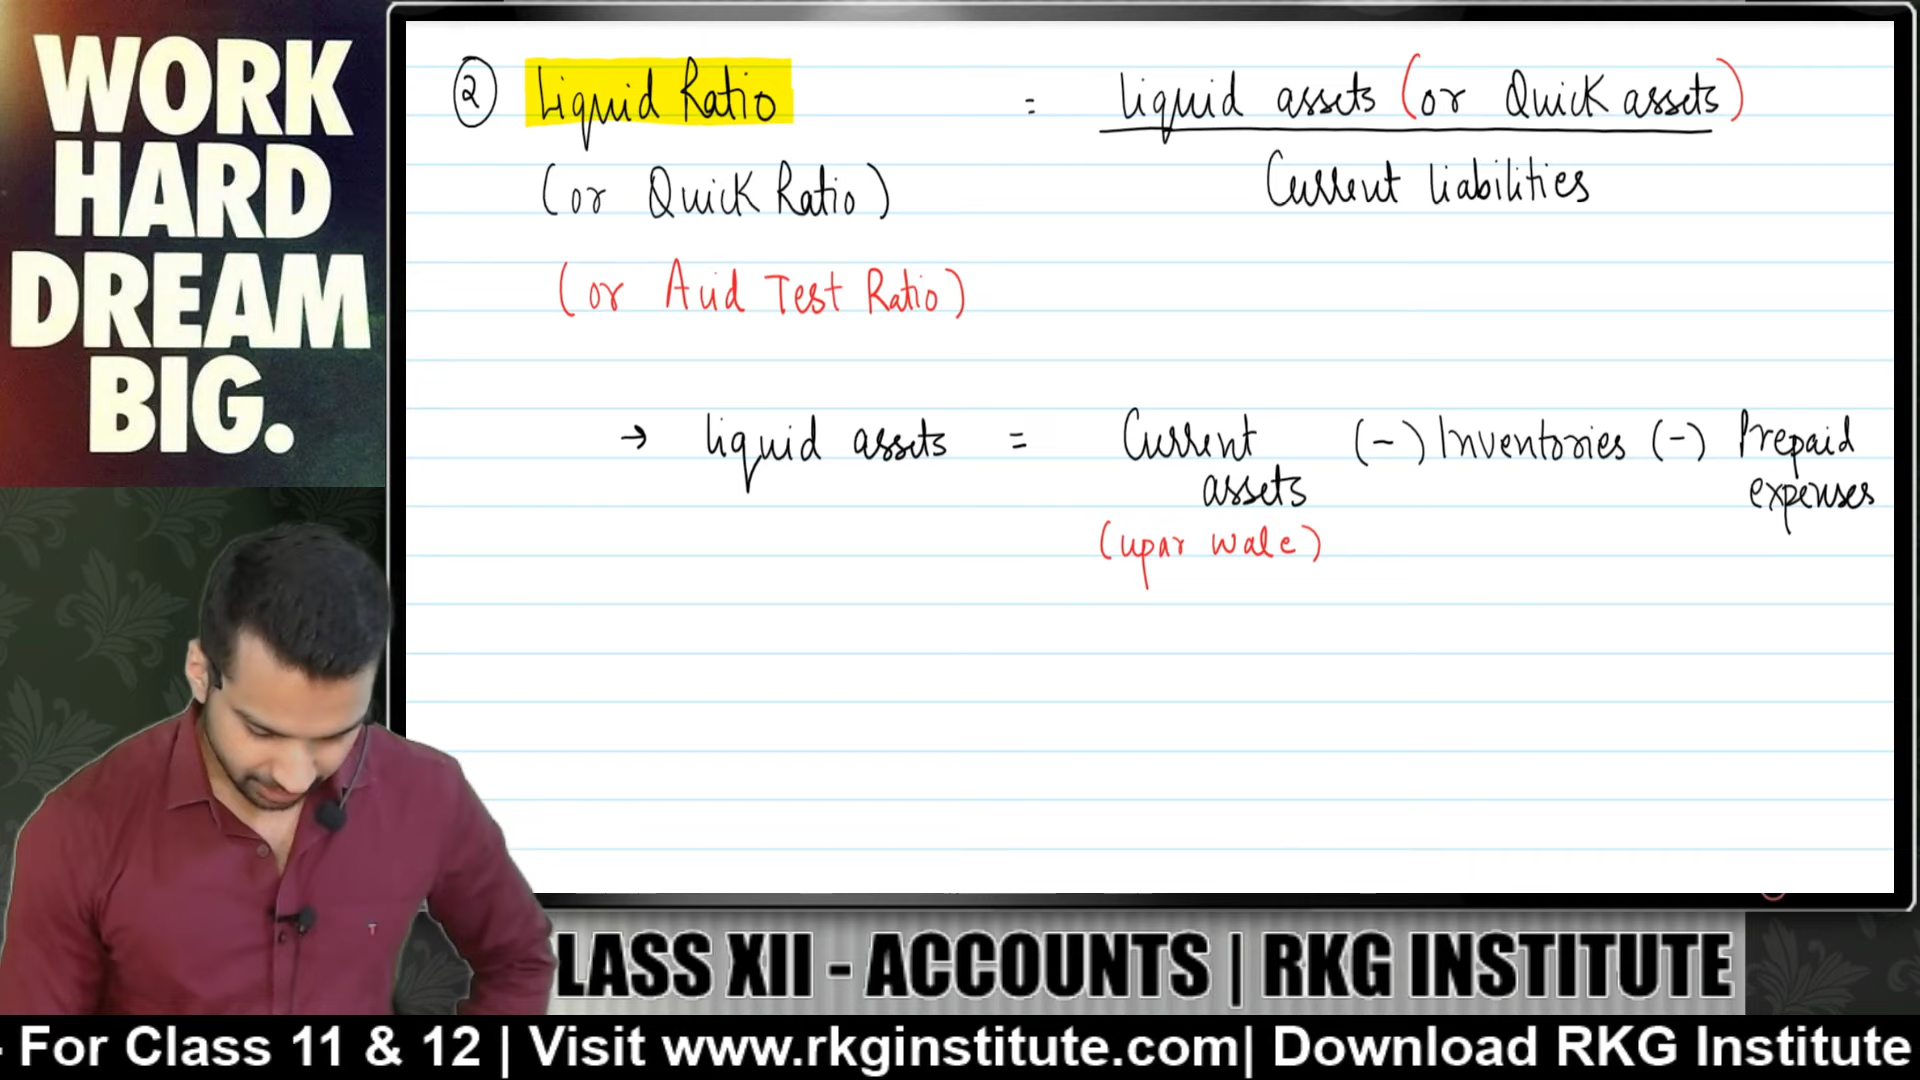 WORK
HARD
DREAM
BIG.
② Liquid Ratio = liquid assets (or Quick assets)
Current liabilities
(or Quick Ratio)
(or Acid Test Ratio)
→ liquid assets = Current assets (-) Inventories (-) Prepaid expenses
(upar wale)
LASS XII - ACCOUNTS | RKG INSTITUTE
- For Class 11 & 12 | Visit www.rkginstitute.com| Download RKG Institute